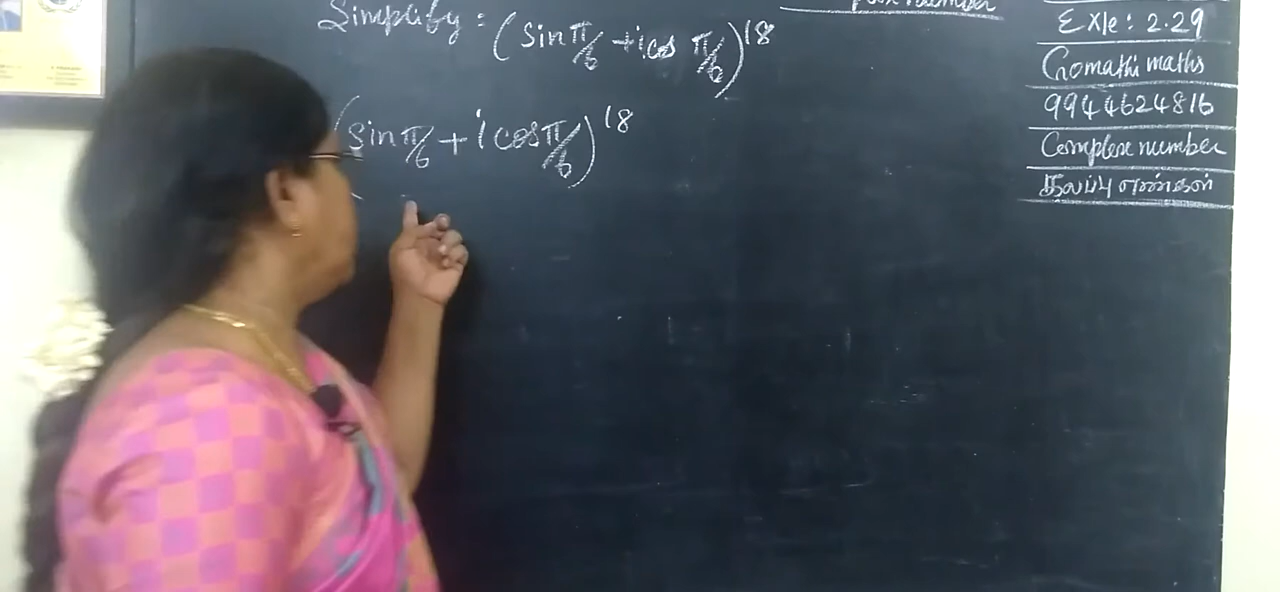 Simplify : (sin π/6 + i cos π/6)^18
(sin π/6 + i cos π/6)^18
Exle : 2.29
Gomathi maths
9944624816
Complex number
கலப்பு எண்கள்